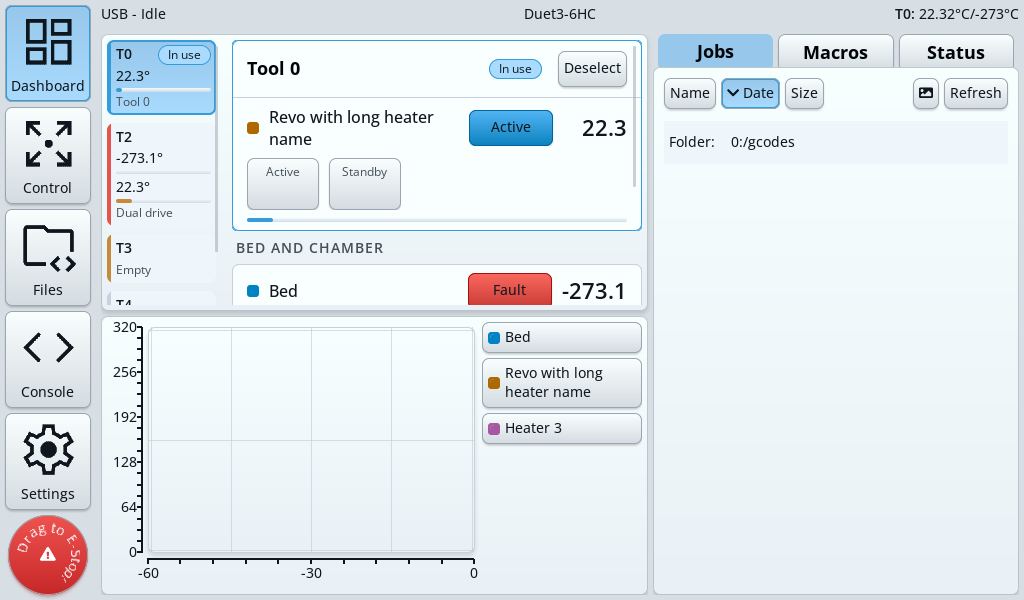 USB - Idle
Duet3-6HC
T0: 22.32°C/-273°C
Dashboard
Control
Files
Console
Settings
Drag to E-Stop!
T0
In use
22.3°
Tool 0
T2
-273.1°
22.3°
Dual drive
T3
Empty
T4
Tool 0
In use
Deselect
Revo with long heater
name
Active
22.3
Active
Standby
BED AND CHAMBER
Bed
Fault
-273.1
320
256
192
128
64
0
-60
-30
0
Bed
Revo with long
heater name
Heater 3
Jobs
Macros
Status
Name
Date
Size
Refresh
Folder: 0:/gcodes